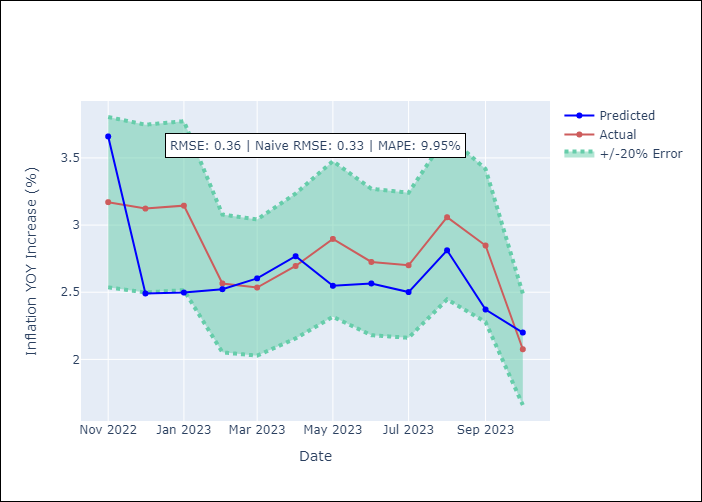 RMSE: 0.36 | Naive RMSE: 0.33 | MAPE: 9.95%
Predicted
Actual
+/-20% Error
Inflation YOY Increase (%)
3.5
3
2.5
2
Nov 2022
Jan 2023
Mar 2023
May 2023
Jul 2023
Sep 2023
Date